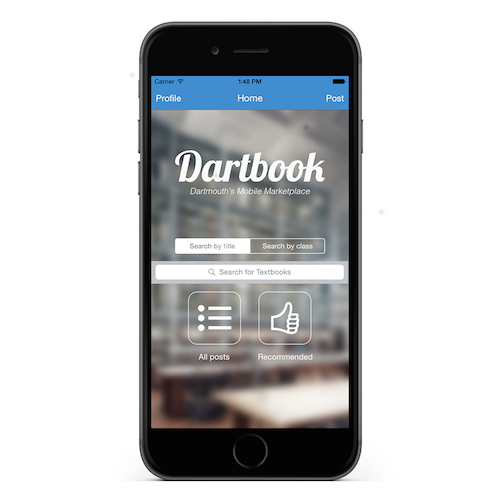 Carrier 1:48 PM
Profile Home Post
Dartbook
Dartmouth's Mobile Marketplace
Search by title Search by class
Search for Textbooks
All posts Recommended